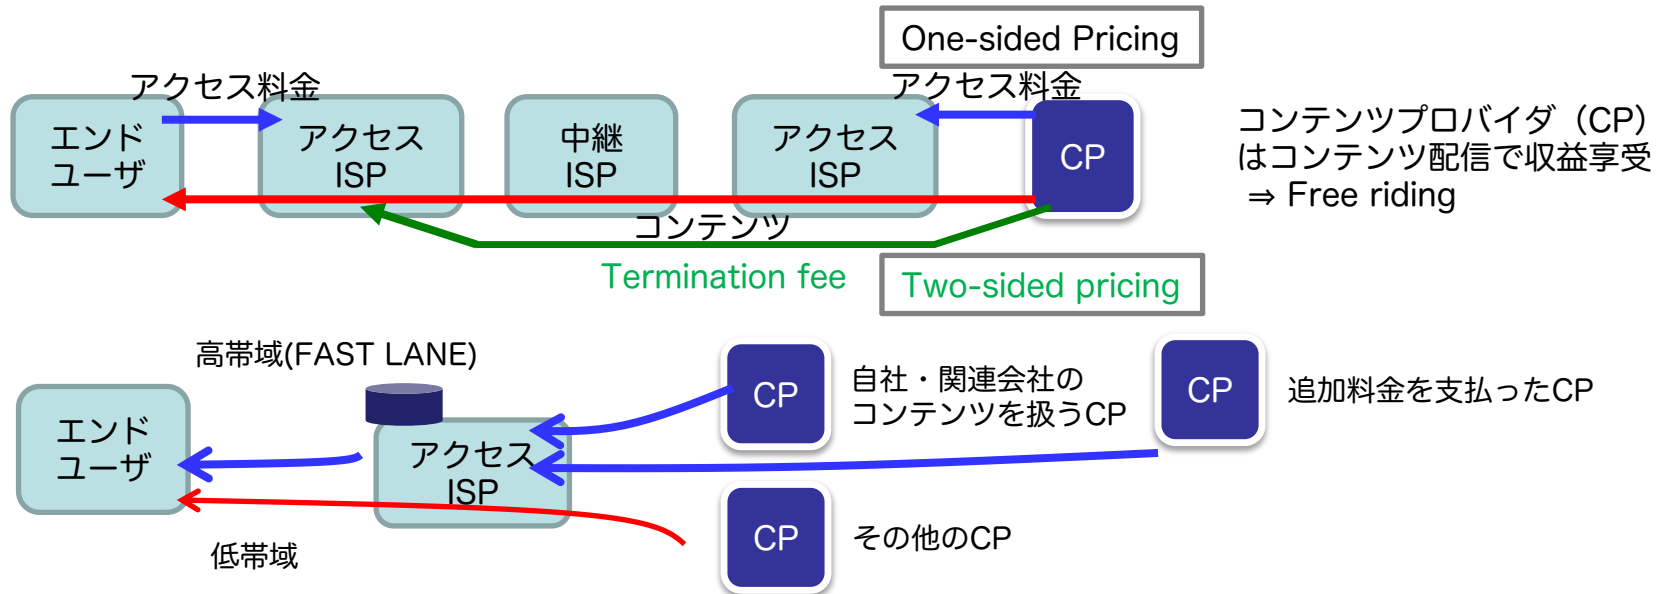 One-sided Pricing
アクセス料金
アクセス料金
エンド
ユーザ
アクセス
ISP
中継
ISP
アクセス
ISP
CP
コンテンツプロバイダ（CP）
はコンテンツ配信で収益享受
⇒ Free riding
コンテンツ
Termination fee
Two-sided pricing
高帯域(FAST LANE)
エンド
ユーザ
アクセス
ISP
CP
自社・関連会社の
コンテンツを扱うCP
CP
追加料金を支払ったCP
CP
その他のCP
低帯域